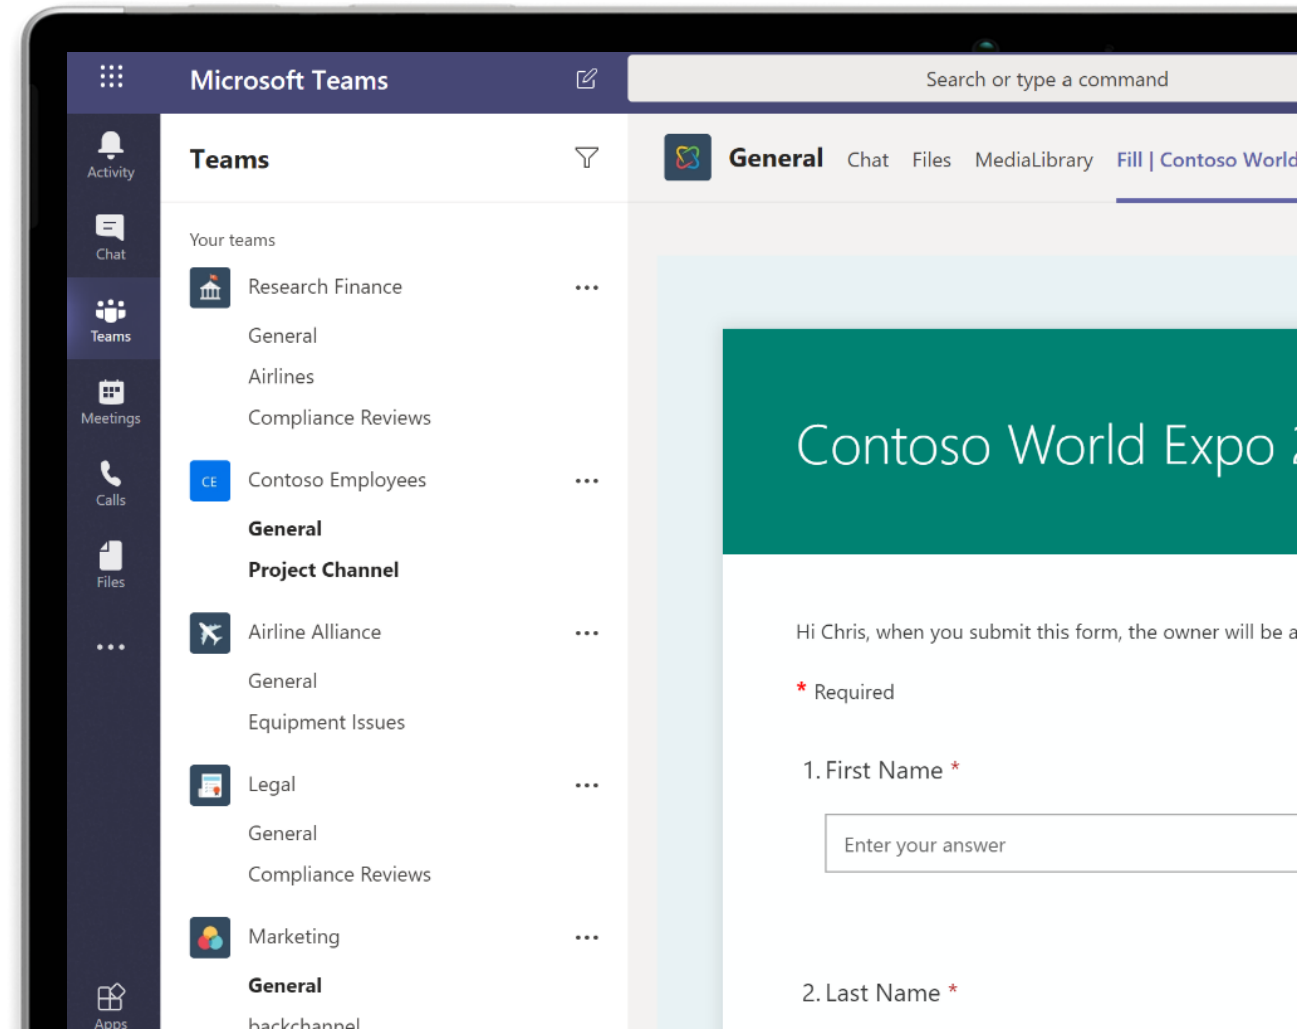 Microsoft Teams
Search or type a command
Activity
Chat
Teams
Meetings
Calls
Files
Apps
Teams
Your teams
Research Finance
General
Airlines
Compliance Reviews
CE Contoso Employees
General
Project Channel
Airline Alliance
General
Equipment Issues
Legal
General
Compliance Reviews
Marketing
General
backchannel
General Chat Files MediaLibrary Fill | Contoso World
Contoso World Expo
Hi Chris, when you submit this form, the owner will be a
* Required
1. First Name *
Enter your answer
2. Last Name *